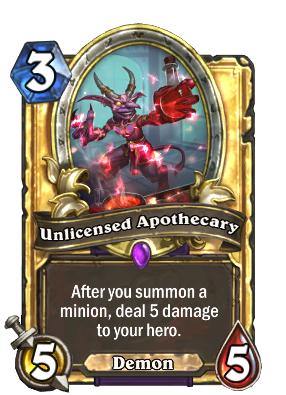 3
Unlicensed Apothecary
After you summon a
minion, deal 5 damage
to your hero.
5
Demon
5